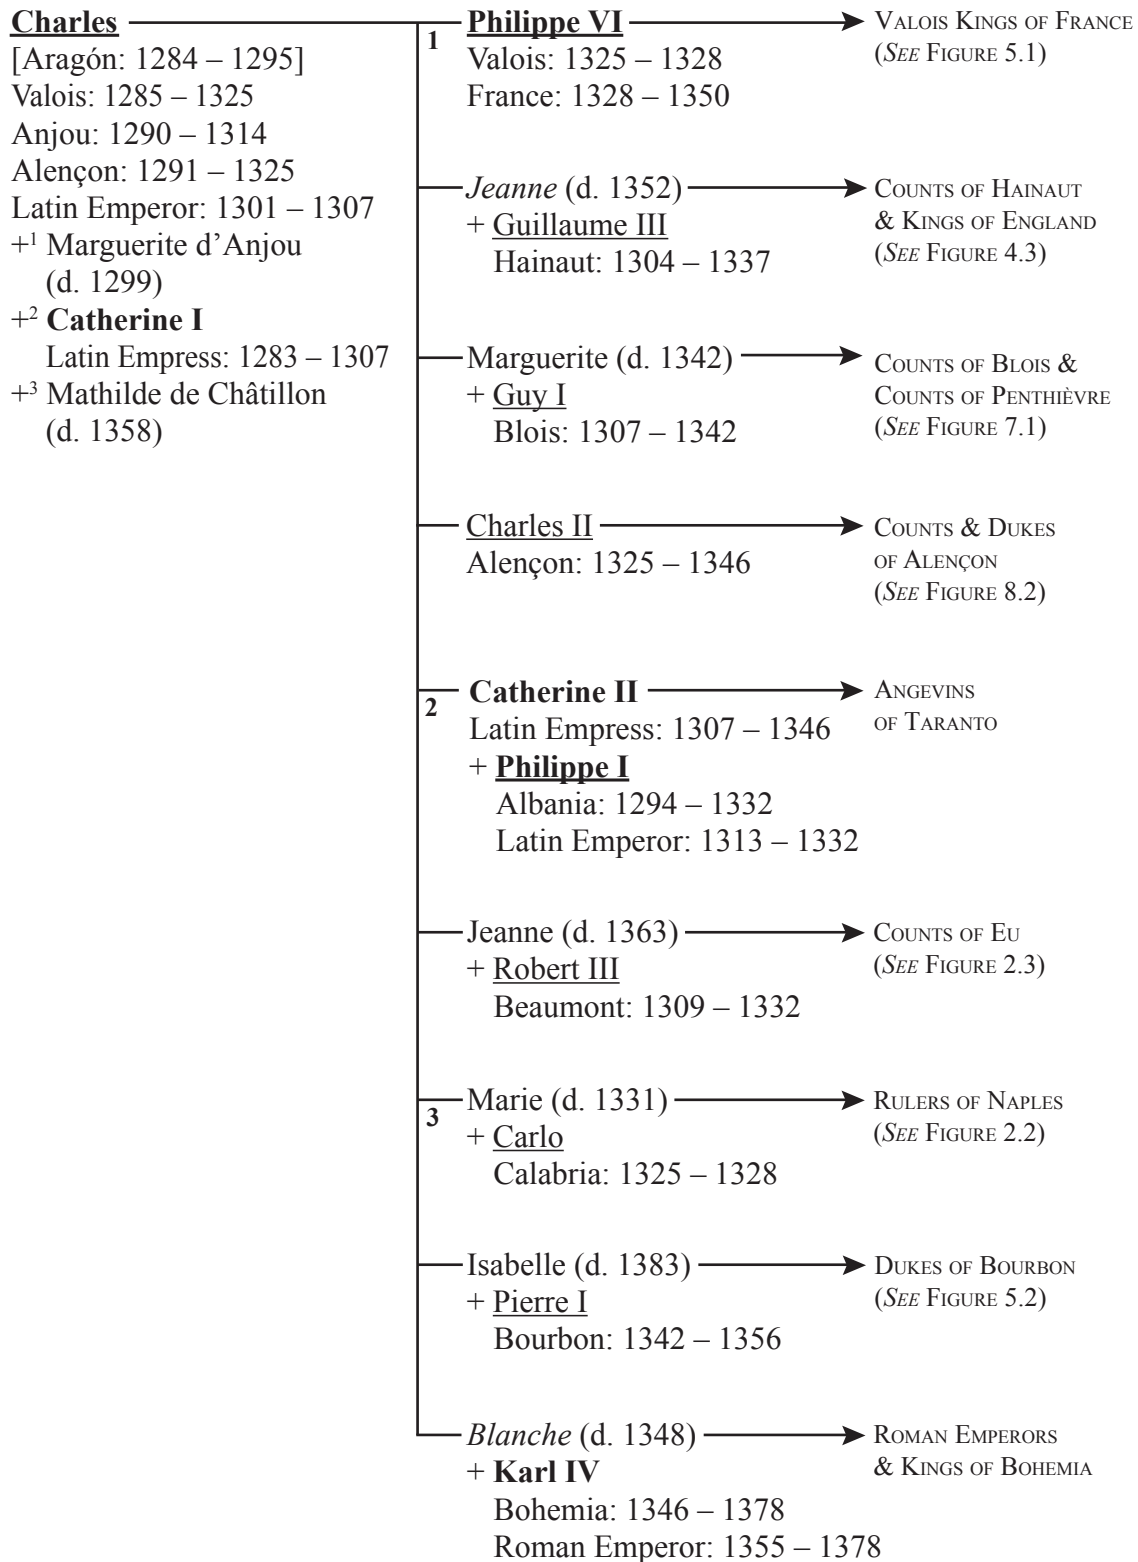 Charles
[Aragón: 1284 – 1295]
Valois: 1285 – 1325
Anjou: 1290 – 1314
Alençon: 1291 – 1325
Latin Emperor: 1301 – 1307
+¹ Marguerite d’Anjou
(d. 1299)
+² Catherine I
Latin Empress: 1283 – 1307
+³ Mathilde de Châtillon
(d. 1358)
1
Philippe VI
Valois: 1325 – 1328
France: 1328 – 1350
Valois Kings of France
(See Figure 5.1)
Jeanne (d. 1352)
+ Guillaume III
Hainaut: 1304 – 1337
Counts of Hainaut
& Kings of England
(See Figure 4.3)
Marguerite (d. 1342)
+ Guy I
Blois: 1307 – 1342
Counts of Blois &
Counts of Penthièvre
(See Figure 7.1)
Charles II
Alençon: 1325 – 1346
Counts & Dukes
of Alençon
(See Figure 8.2)
2
Catherine II
Latin Empress: 1307 – 1346
+ Philippe I
Albania: 1294 – 1332
Latin Emperor: 1313 – 1332
Angevins
of Taranto
Jeanne (d. 1363)
+ Robert III
Beaumont: 1309 – 1332
Counts of Eu
(See Figure 2.3)
3
Marie (d. 1331)
+ Carlo
Calabria: 1325 – 1328
Rulers of Naples
(See Figure 2.2)
Isabelle (d. 1383)
+ Pierre I
Bourbon: 1342 – 1356
Dukes of Bourbon
(See Figure 5.2)
Blanche (d. 1348)
+ Karl IV
Bohemia: 1346 – 1378
Roman Emperor: 1355 – 1378
Roman Emperors
& Kings of Bohemia